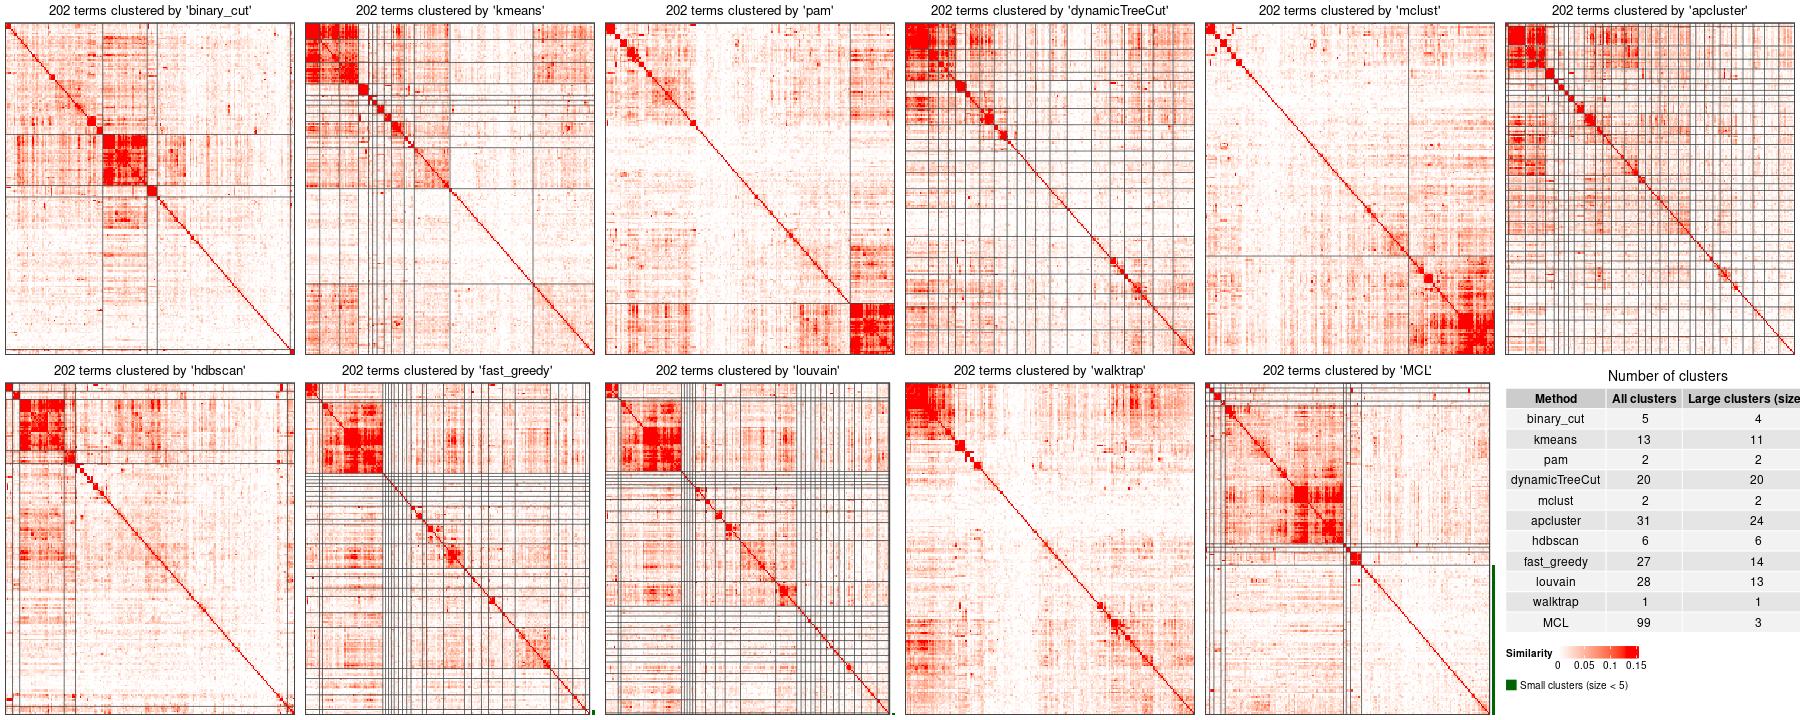 202 terms clustered by 'binary_cut'
202 terms clustered by 'kmeans'
202 terms clustered by 'pam'
202 terms clustered by 'dynamicTreeCut'
202 terms clustered by 'mclust'
202 terms clustered by 'apcluster'
202 terms clustered by 'hdbscan'
202 terms clustered by 'fast_greedy'
202 terms clustered by 'louvain'
202 terms clustered by 'walktrap'
202 terms clustered by 'MCL'
Number of clusters
Method All clusters Large clusters (size
binary_cut 5 4
kmeans 13 11
pam 2 2
dynamicTreeCut 20 20
mclust 2 2
apcluster 31 24
hdbscan 6 6
fast_greedy 27 14
louvain 28 13
walktrap 1 1
MCL 99 3
Similarity
0 0.05 0.1 0.15
Small clusters (size < 5)